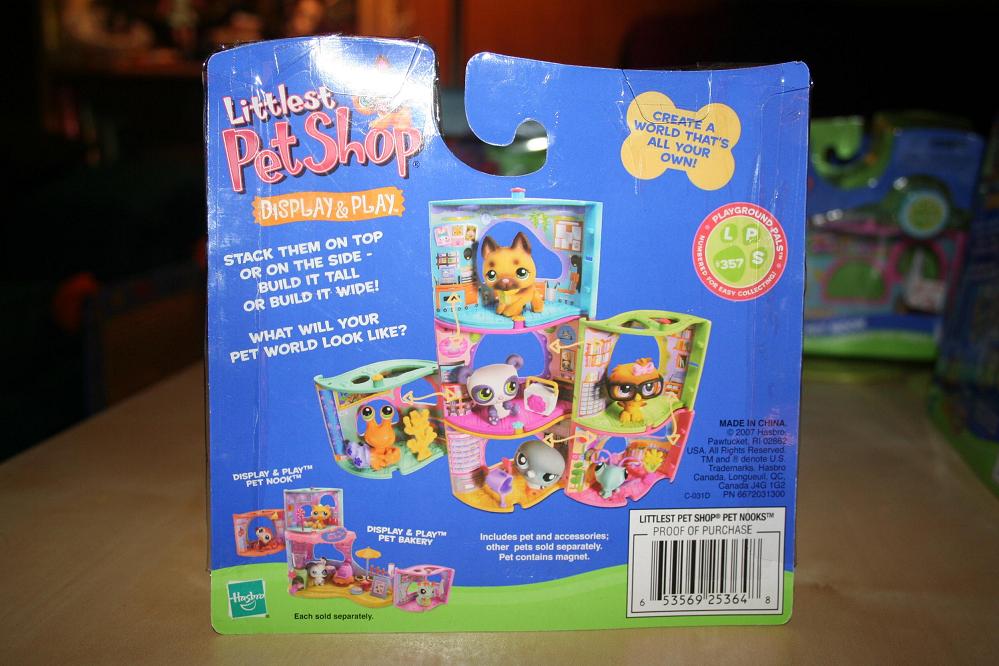 Littlest
PetShop®
DISPLAY & PLAY™
STACK THEM ON TOP
OR ON THE SIDE -
BUILD IT TALL
OR BUILD IT WIDE!
WHAT WILL YOUR
PET WORLD LOOK LIKE?
CREATE A
WORLD THAT'S
ALL YOUR
OWN!
PLAYGROUND PALS™
L P
#357 S
NUMBERED FOR EASY COLLECTING!
MADE IN CHINA.
© 2007 Hasbro,
Pawtucket, RI 02862
USA. All Rights Reserved.
TM and ® denote U.S.
Trademarks. Hasbro
Canada, Longueuil, QC,
Canada J4G 1G2
C-031D PN 6672031300
DISPLAY & PLAY™
PET NOOK™
DISPLAY & PLAY™
PET BAKERY
Includes pet and accessories;
other pets sold separately.
Pet contains magnet.
LITTLEST PET SHOP® PET NOOKS™
PROOF OF PURCHASE
6 53569 25364 8
Hasbro®
Each sold separately.